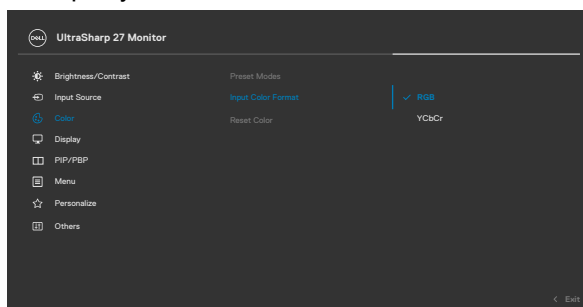 DELL UltraSharp 27 Monitor
Brightness/Contrast
Preset Modes
Input Source
Input Color Format
RGB
Color
Reset Color
YCbCr
Display
PIP/PBP
Menu
Personalize
Others
Exit